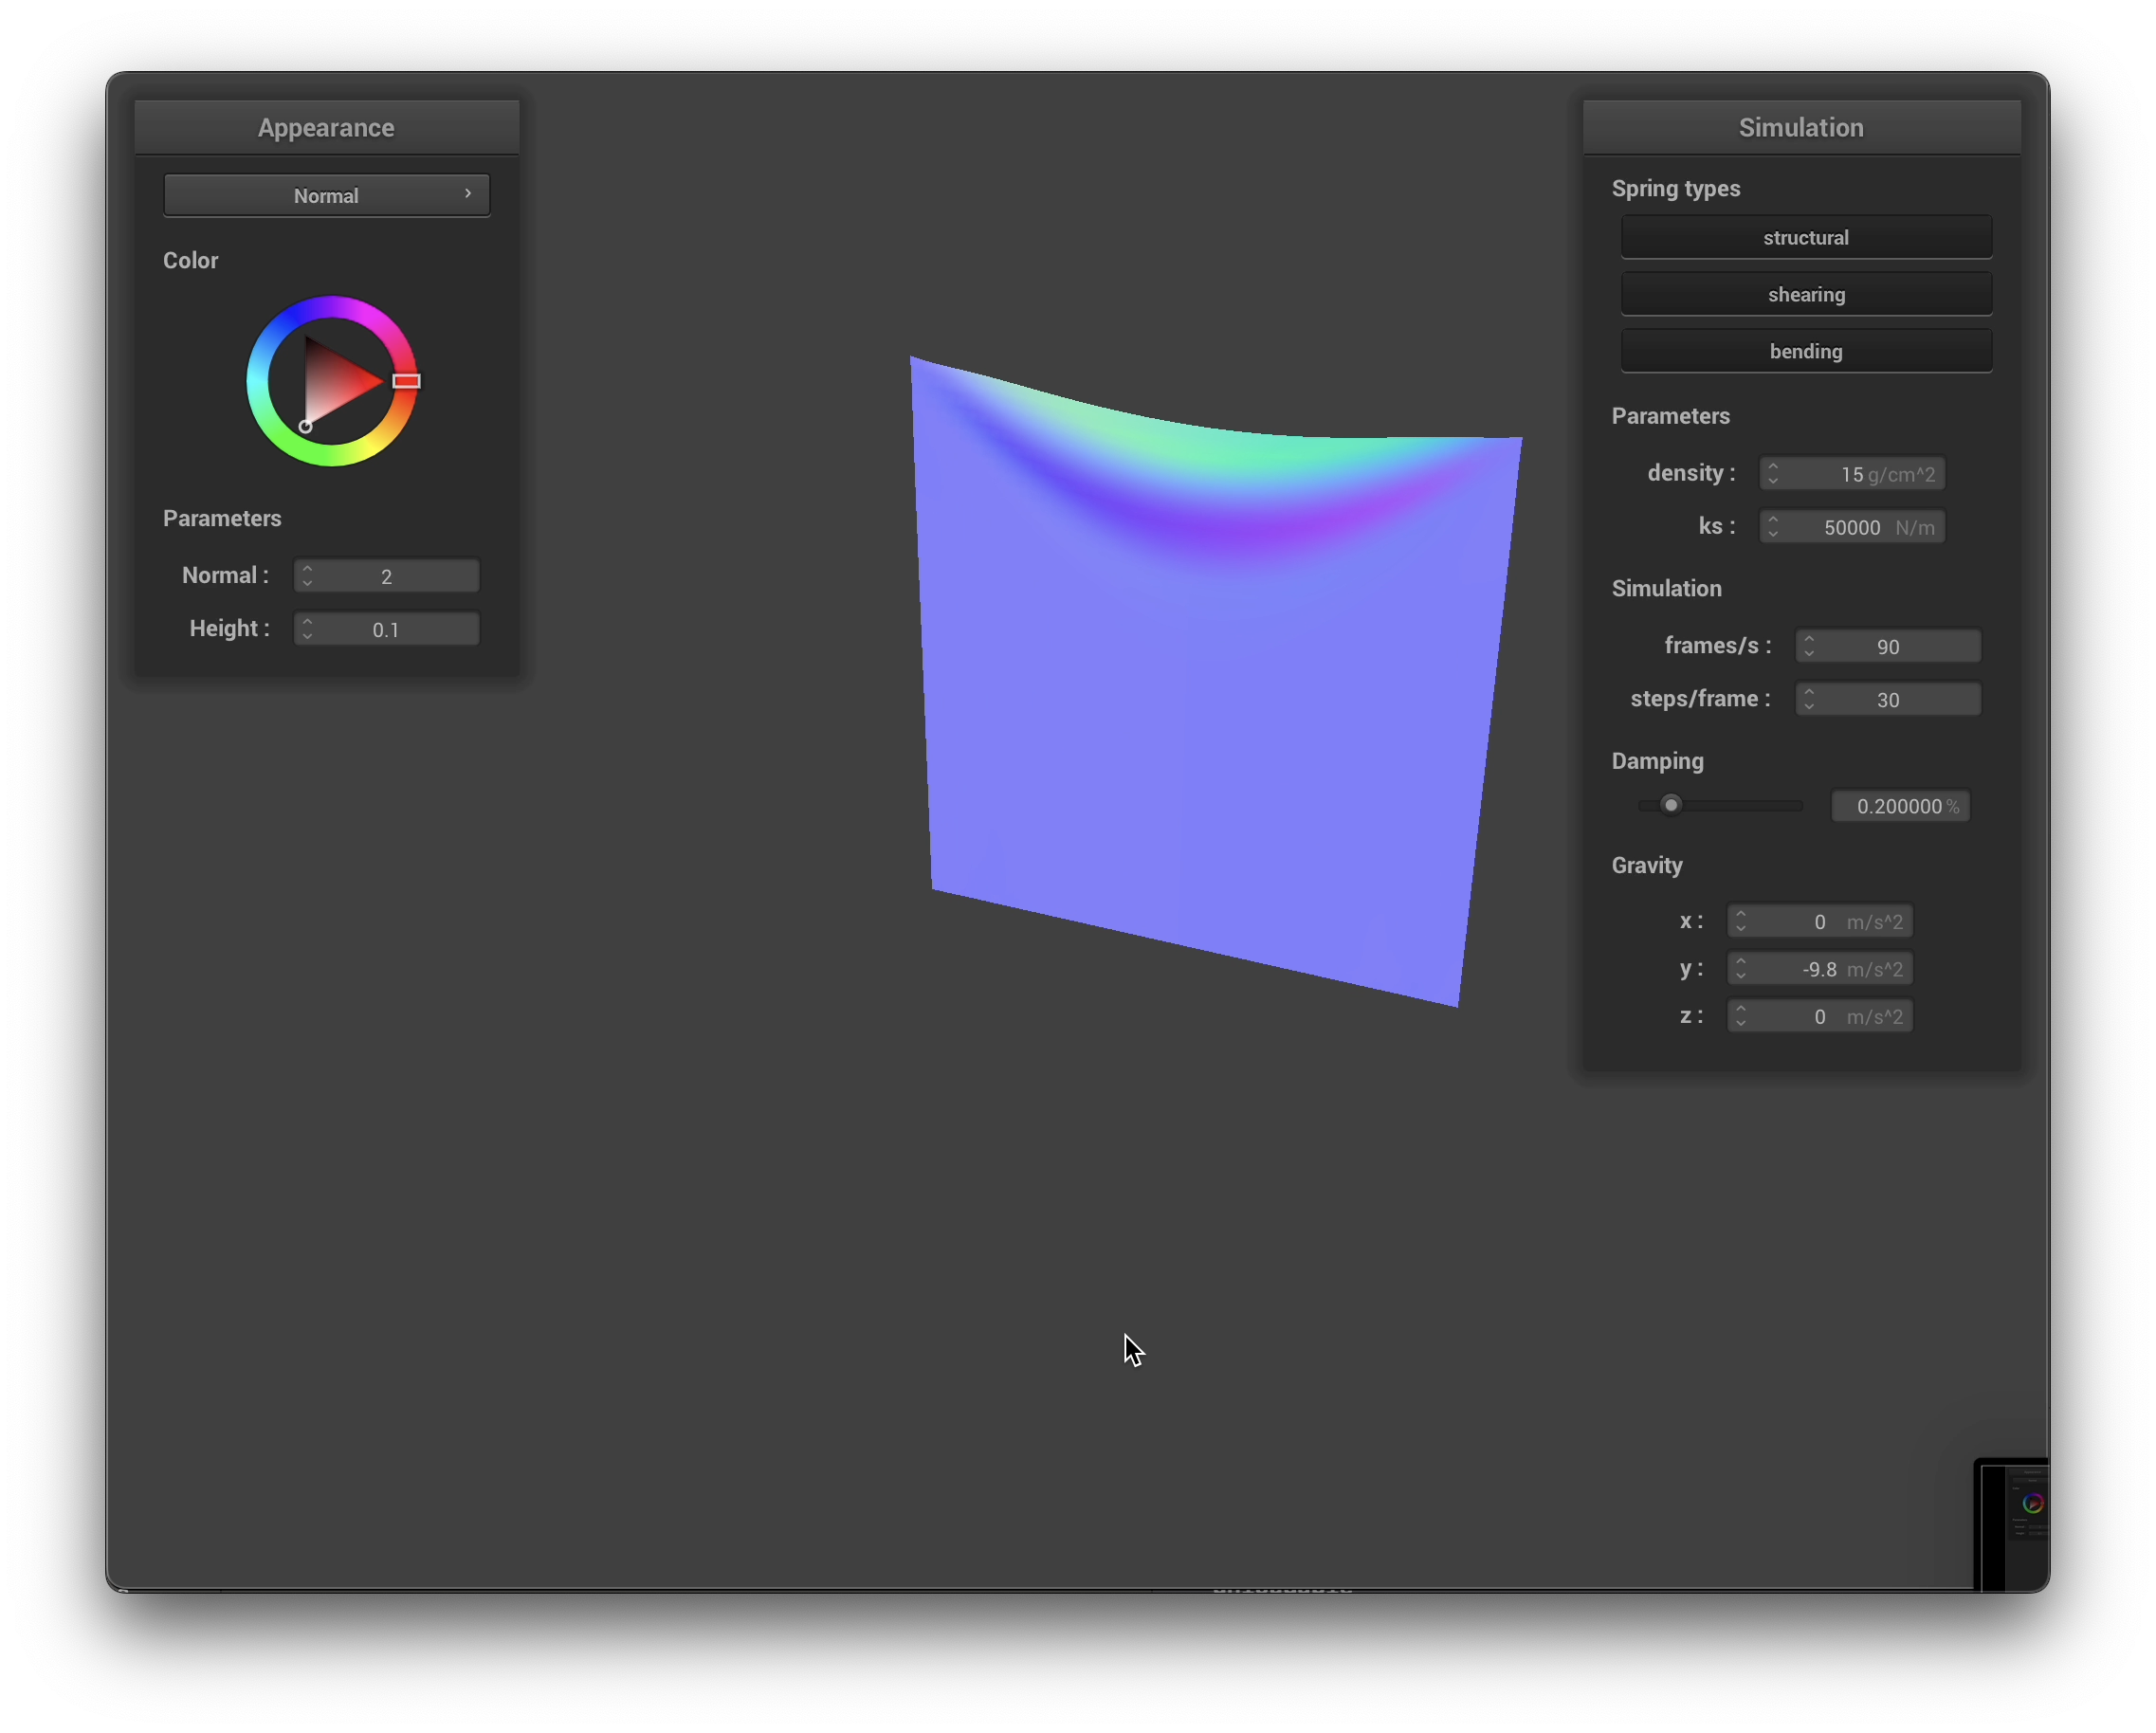 Appearance
Normal
Color
Parameters
Normal : 2
Height : 0.1
Simulation
Spring types
structural
shearing
bending
Parameters
density : 15 g/cm^2
ks : 50000 N/m
Simulation
frames/s : 90
steps/frame : 30
Damping
0.200000 %
Gravity
x : 0 m/s^2
y : -9.8 m/s^2
z : 0 m/s^2